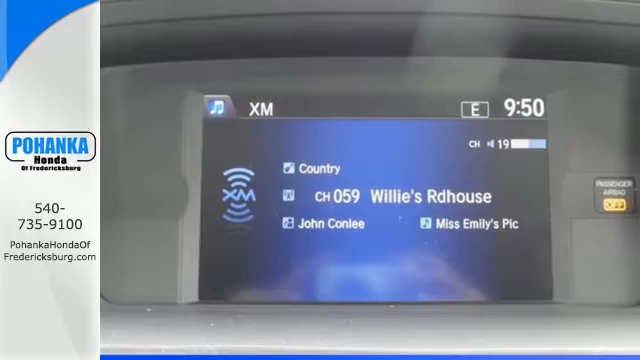 POHANKA
Honda
Of Fredericksburg
540-
735-9100
PohankaHondaOf
Fredericksburg.com
XM
E
9:50
CH 19
Country
XM
CH 059 Willie's Rdhouse
John Conlee
Miss Emily's Pic
PASSENGER
AIRBAG
OFF